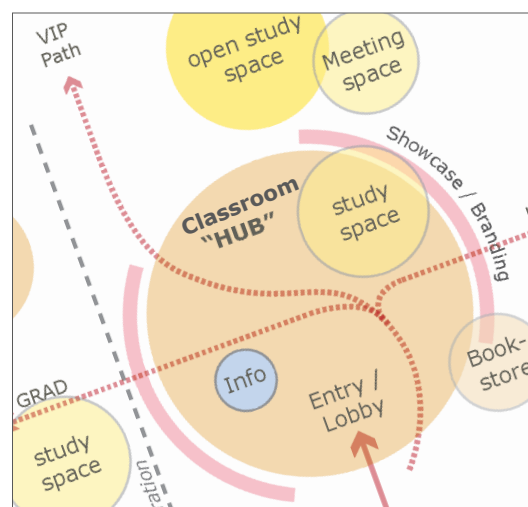 VIP
Path
open study
space
Meeting
space
Showcase / Branding
Classroom
"HUB"
study
space
Info
Entry /
Lobby
Book-
store
GRAD
study
space